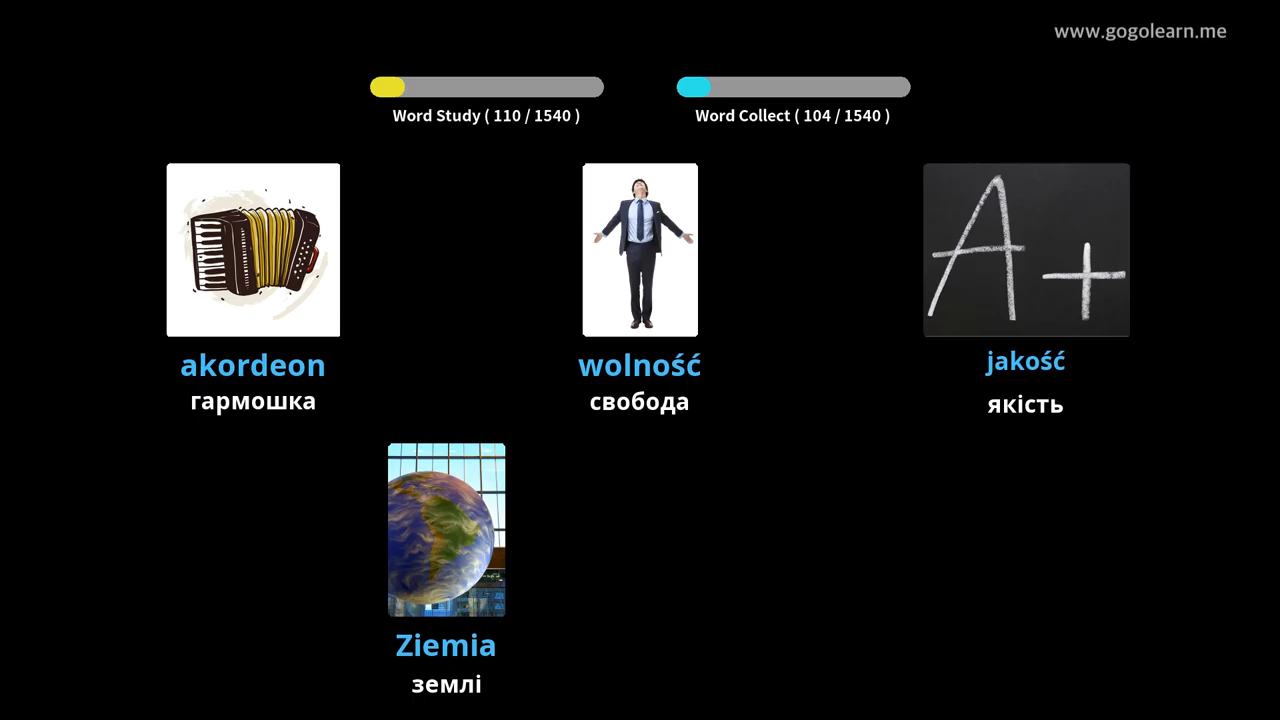 www.gogolearn.me
Word Study ( 110 / 1540 )
Word Collect ( 104 / 1540 )
A+
akordeon
гармошка
wolność
свобода
jakość
якість
Ziemia
землі